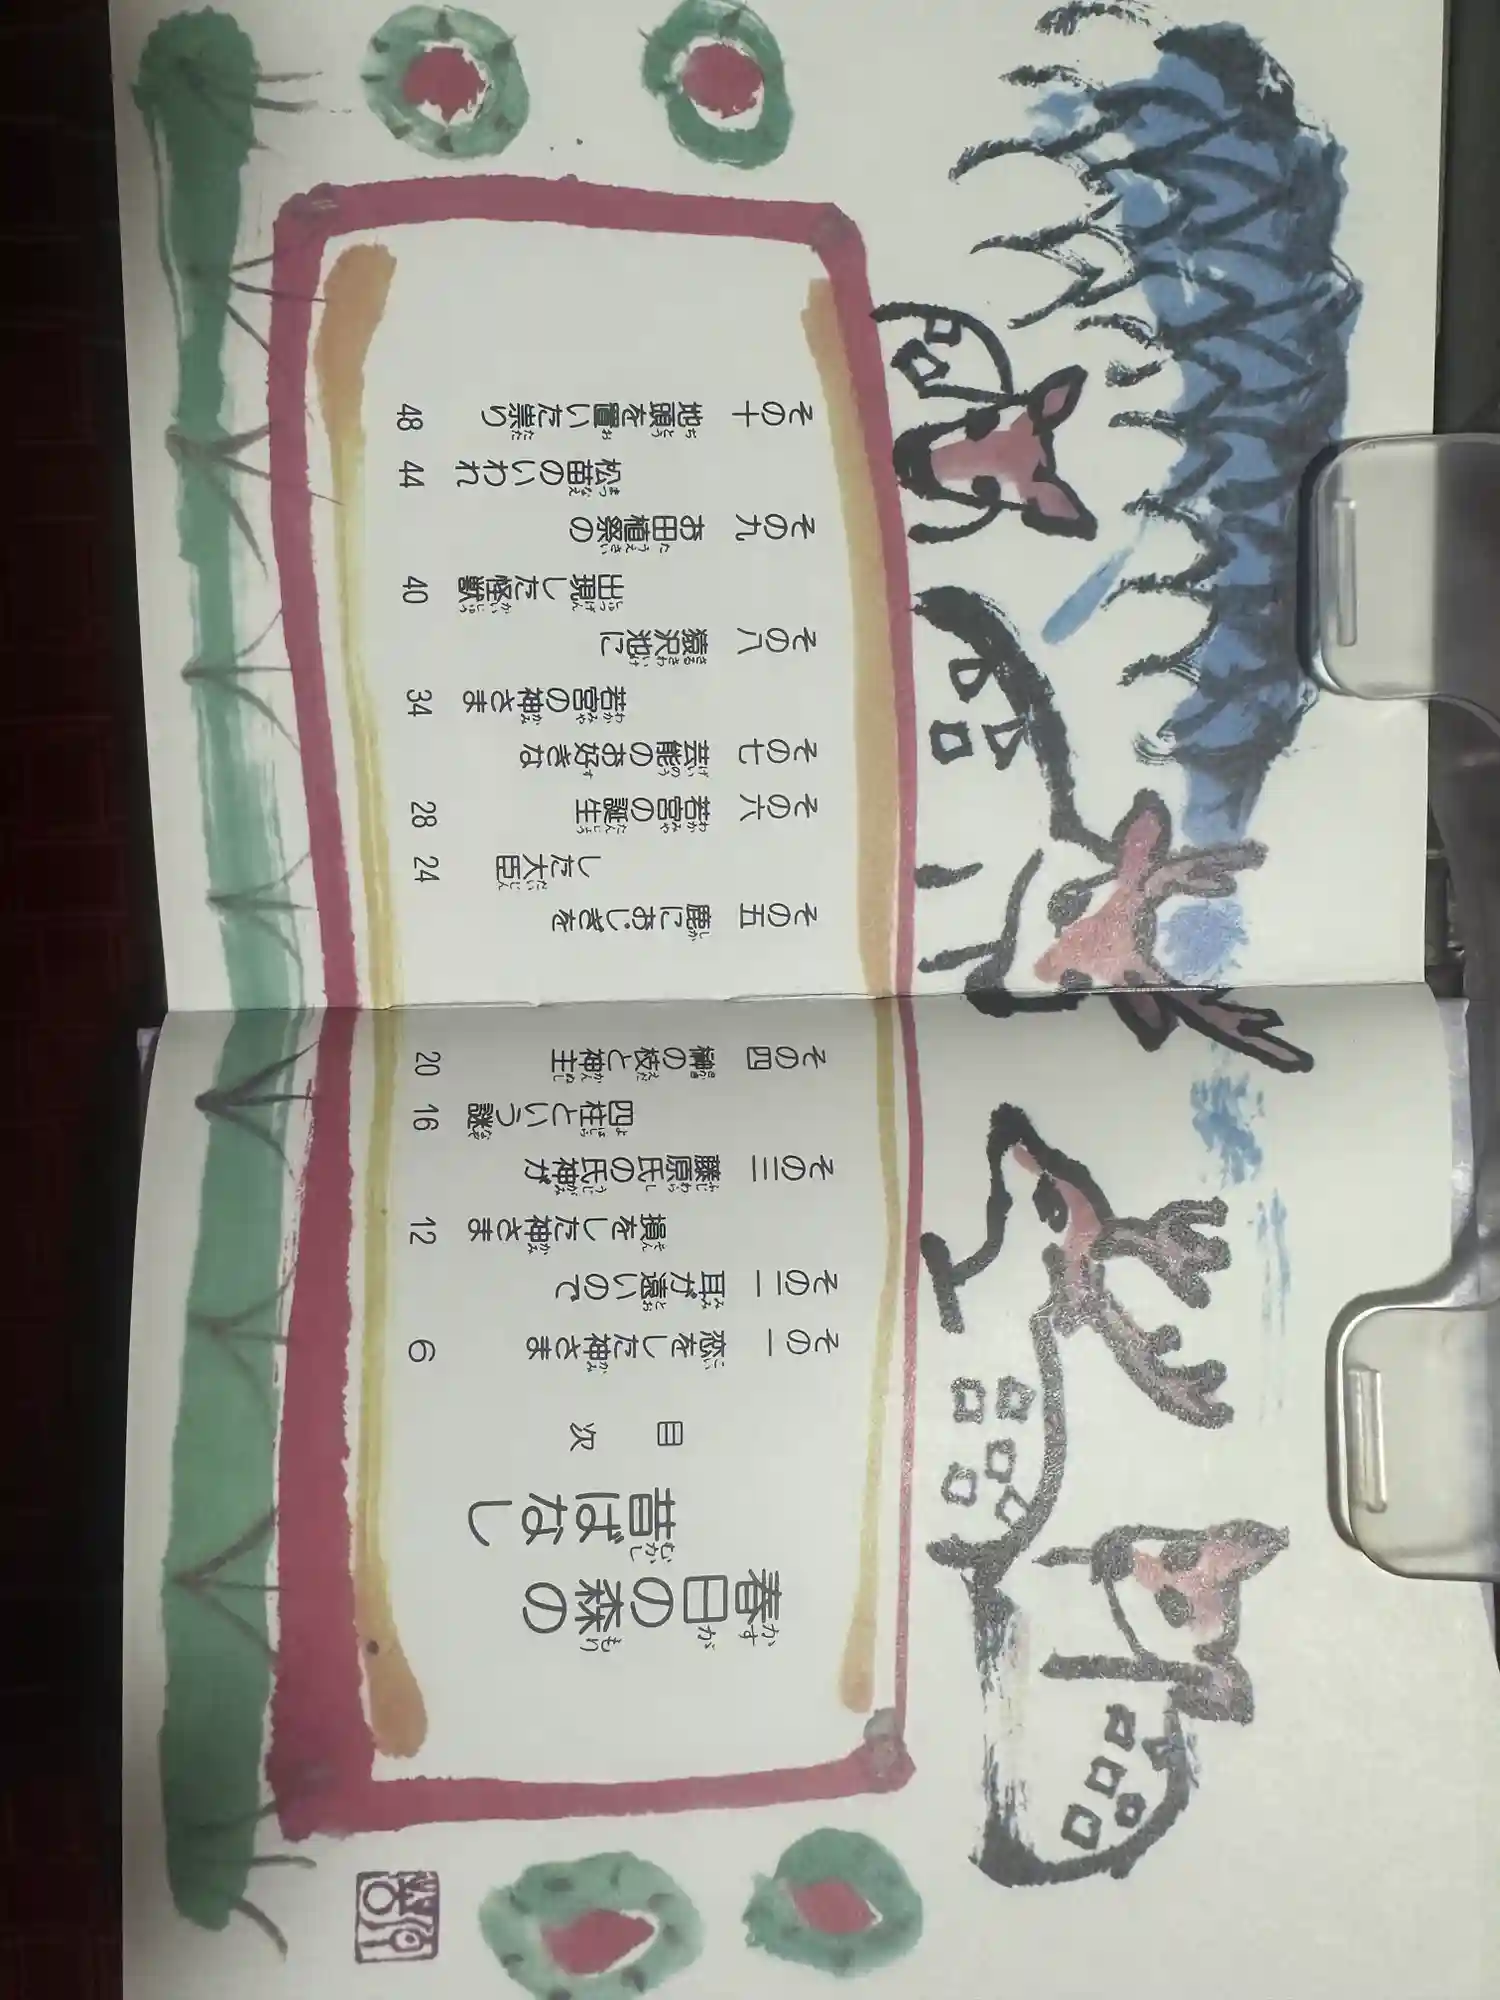 春日の森の
昔ばなし
目次
その一 恋をした神さま 6
その二 耳が遠いので
損をした神さま 12
その三 藤原氏の氏神が
四柱という謎 16
その四 榊の枝と神主 20
その五 鹿におじぎを
した大臣 24
その六 若宮の誕生 28
その七 芸能のお好きな
若宮の神さま 34
その八 猿沢池に
出現した怪獣 40
その九 お田植祭の
松苗のいわれ 44
その十 地頭を置いた祟り 48